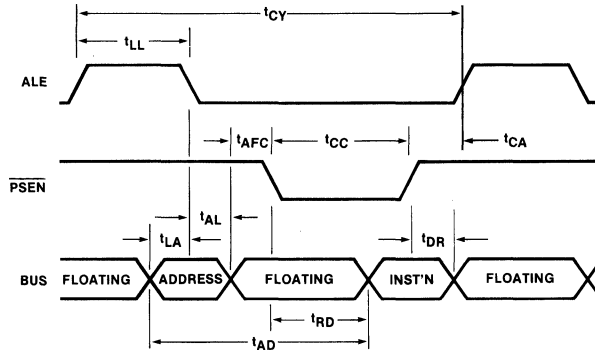 tCY
tLL
ALE
tAFC
tCC
tCA
PSEN
tAL
tLA
tDR
BUS FLOATING ADDRESS FLOATING INST'N FLOATING
tRD
tAD